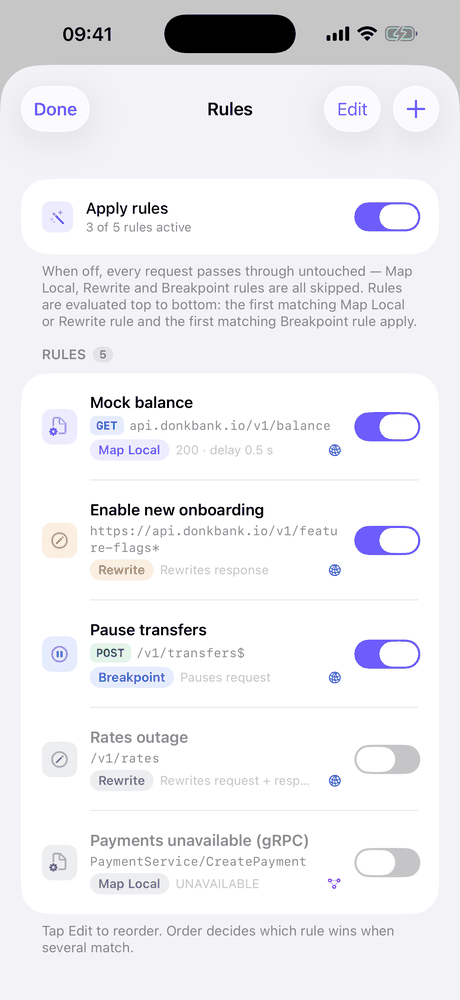 09:41
Done
Rules
Edit
Apply rules
3 of 5 rules active
When off, every request passes through untouched — Map
Local, Rewrite and Breakpoint rules are all skipped. Rules
are evaluated top to bottom: the first matching Map Local
or Rewrite rule and the first matching Breakpoint rule apply.
RULES 5
Mock balance
GET api.donkbank.io/v1/balance
Map Local 200 · delay 0.5 s
Enable new onboarding
https://api.donkbank.io/v1/featu
re-flags*
Rewrite Rewrites response
Pause transfers
POST /v1/transfers$
Breakpoint Pauses request
Rates outage
/v1/rates
Rewrite Rewrites request + resp...
Payments unavailable (gRPC)
PaymentService/CreatePayment
Map Local UNAVAILABLE
Tap Edit to reorder. Order decides which rule wins when
several match.